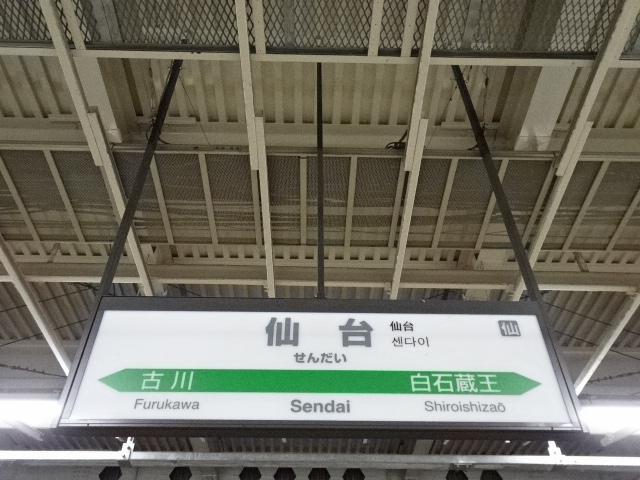 仙台 仙台 仙
せんだい 센다이
古川 白石蔵王
Furukawa Sendai Shiroishizaō